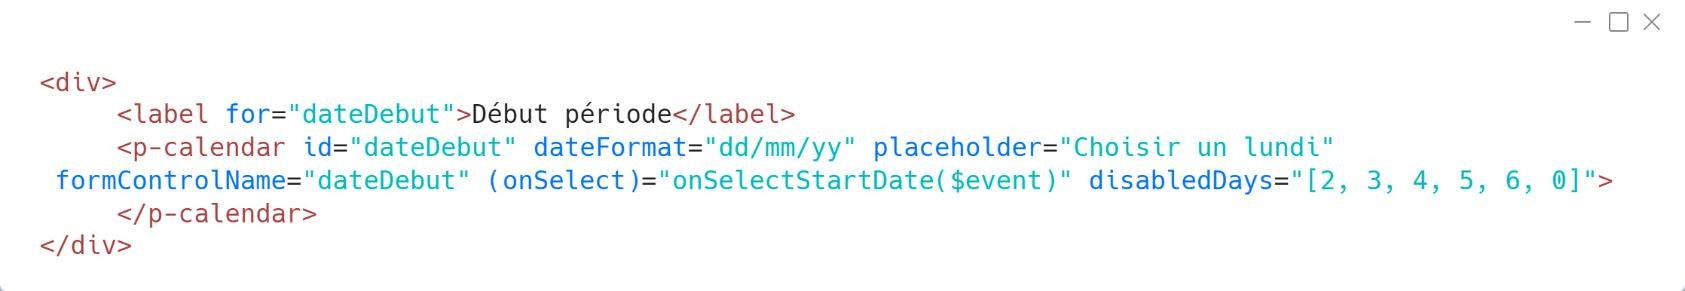 <div>
<label for="dateDebut">Début période</label>
<p-calendar id="dateDebut" dateFormat="dd/mm/yy" placeholder="Choisir un lundi"
formControlName="dateDebut" (onSelect)="onSelectStartDate($event)" disabledDays="[2, 3, 4, 5, 6, 0]">
</p-calendar>
</div>